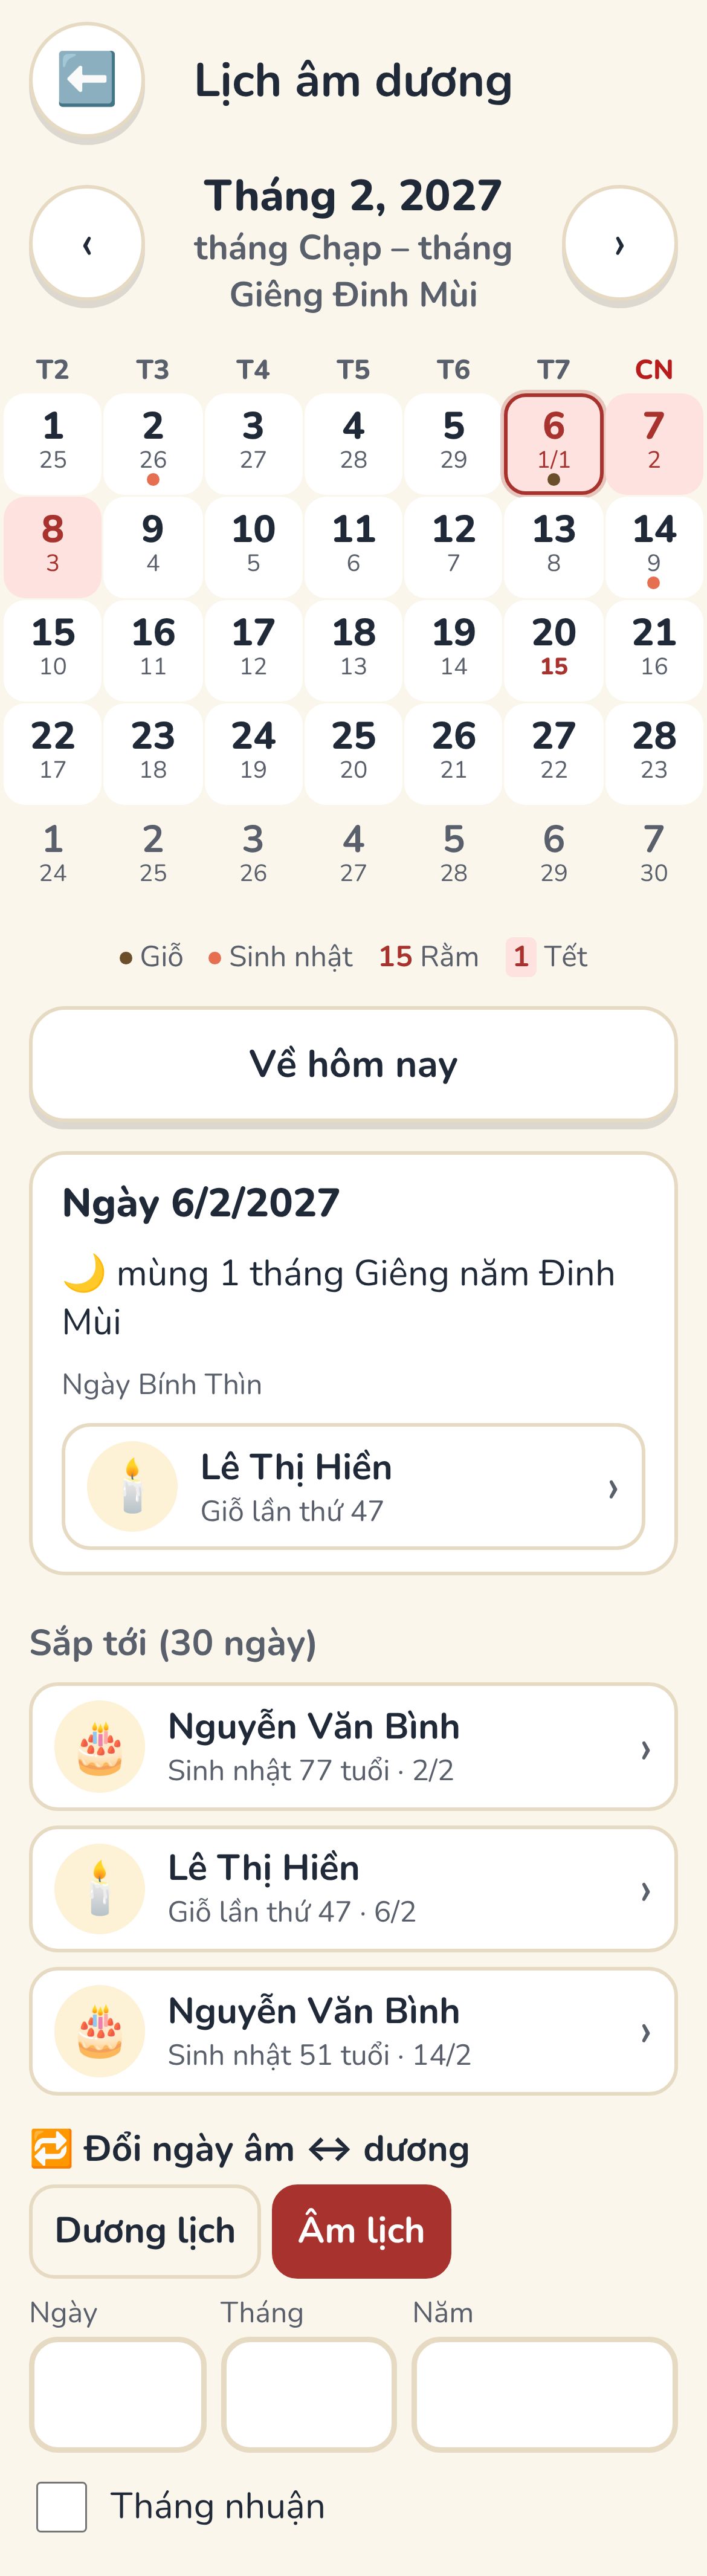 Lịch âm dương
‹
Tháng 2, 2027
tháng Chạp – tháng
Giêng Đinh Mùi
›
T2 T3 T4 T5 T6 T7 CN
1 2 3 4 5 6 7
25 26 27 28 29 1/1 2
8 9 10 11 12 13 14
3 4 5 6 7 8 9
15 16 17 18 19 20 21
10 11 12 13 14 15 16
22 23 24 25 26 27 28
17 18 19 20 21 22 23
1 2 3 4 5 6 7
24 25 26 27 28 29 30
Giỗ Sinh nhật 15 Rằm 1 Tết
Về hôm nay
Ngày 6/2/2027
🌙 mùng 1 tháng Giêng năm Đinh
Mùi
Ngày Bính Thìn
Lê Thị Hiền
Giỗ lần thứ 47
›
Sắp tới (30 ngày)
Nguyễn Văn Bình
Sinh nhật 77 tuổi · 2/2
›
Lê Thị Hiền
Giỗ lần thứ 47 · 6/2
›
Nguyễn Văn Bình
Sinh nhật 51 tuổi · 14/2
›
🔁 Đổi ngày âm ↔ dương
Dương lịch Âm lịch
Ngày Tháng Năm
Tháng nhuận